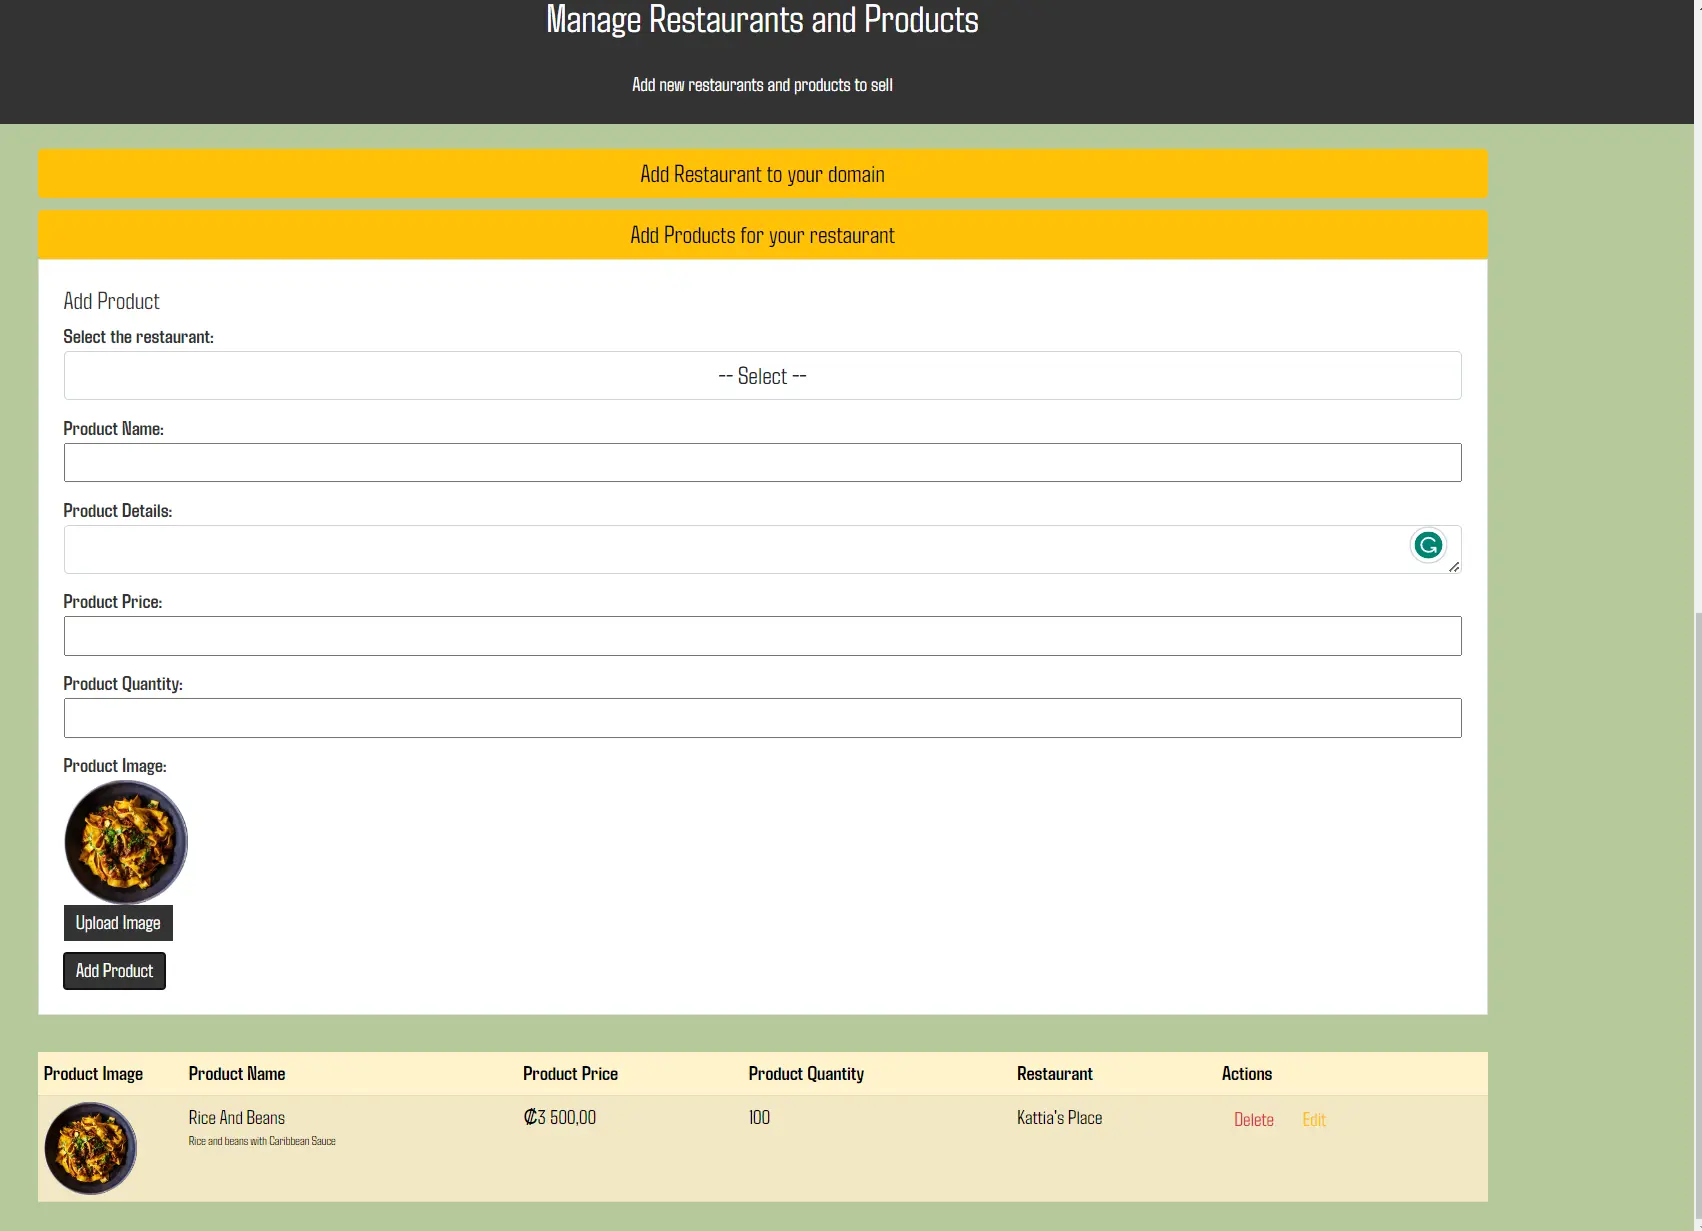 Manage Restaurants and Products
Add new restaurants and products to sell
Add Restaurant to your domain
Add Products for your restaurant
Add Product
Select the restaurant:
-- Select --
Product Name:
Product Details:
Product Price:
Product Quantity:
Product Image:
Upload Image
Add Product
Product Image Product Name Product Price Product Quantity Restaurant Actions
Rice And Beans ₡3 500,00 100 Kattia's Place Delete Edit
Rice and beans with Caribbean Sauce